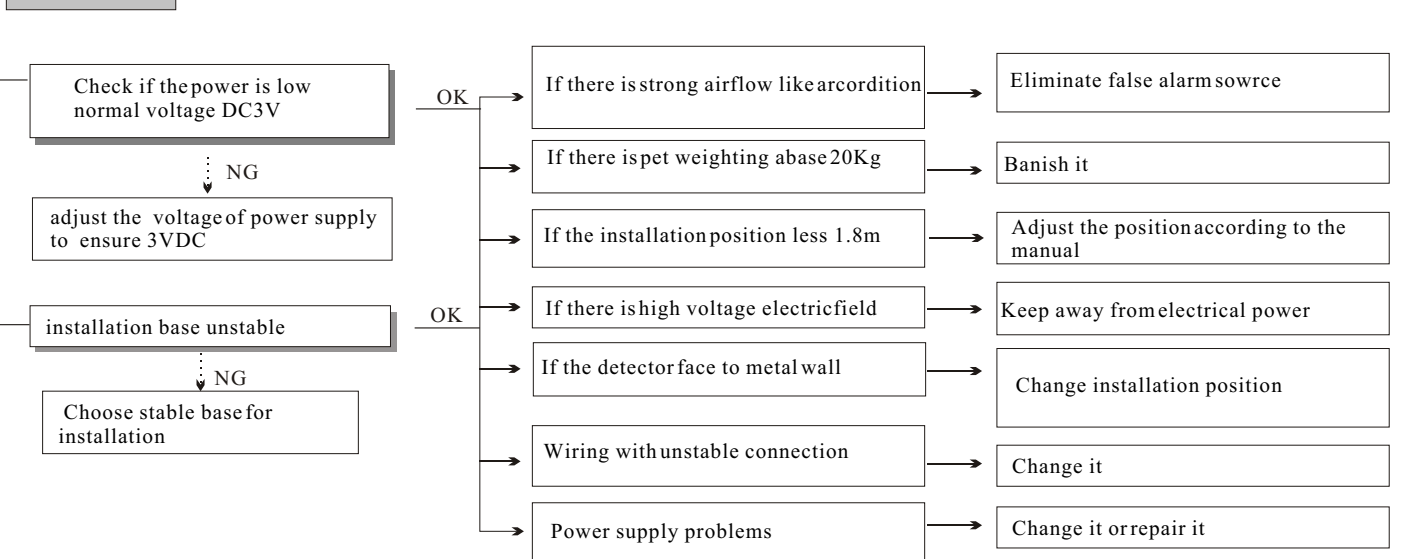 Check if the power is low
normal voltage DC3V
NG
adjust the voltage of power supply
to ensure 3VDC
installation base unstable
NG
Choose stable base for
installation
OK
OK
If there is strong airflow like arcordition
Eliminate false alarm sowrce
If there is pet weighting abase 20Kg
Banish it
If the installation position less 1.8m
Adjust the position according to the
manual
If there is high voltage electric field
Keep away from electrical power
If the detector face to metal wall
Change installation position
Wiring with unstable connection
Change it
Power supply problems
Change it or repair it